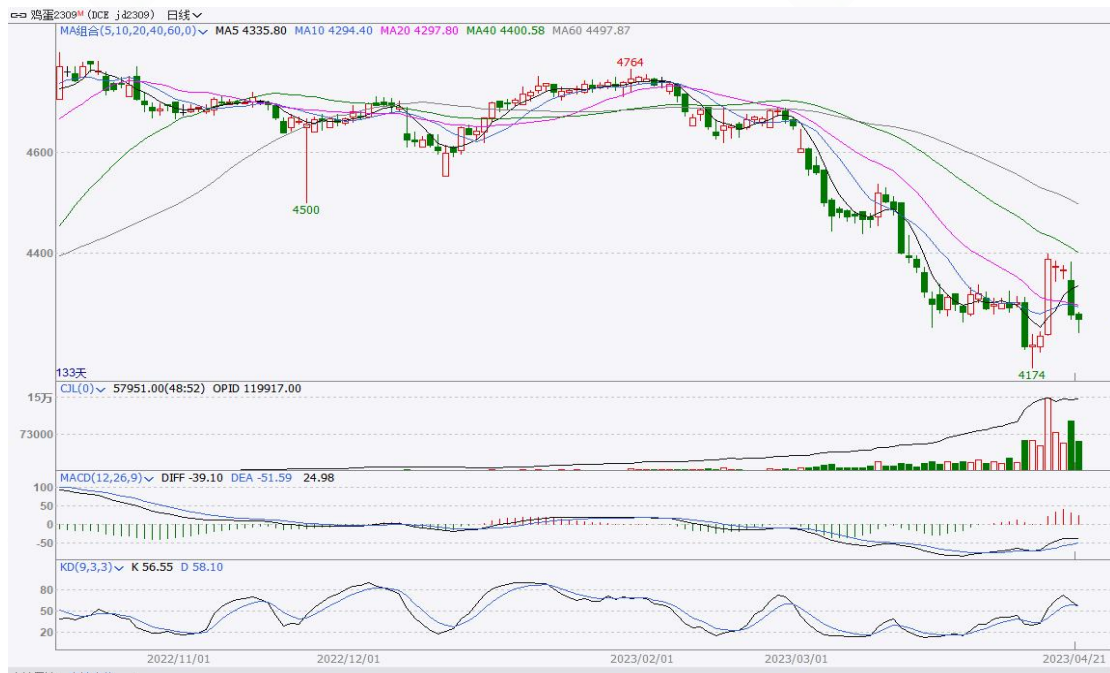 鸡蛋2309M (DCE jd2309) 日线
MA组合(5,10,20,40,60,0) MA5 4335.80 MA10 4294.40 MA20 4297.80 MA40 4400.58 MA60 4497.87
4764
4600
4500
4400
4174
133天
CJL(0) 57951.00(48:52) OPID 119917.00
15万
73000
MACD(12,26,9) DIFF -39.10 DEA -51.59 24.98
100
50
0
-50
KD(9,3,3) K 56.55 D 58.10
80
50
20
2022/11/01 2022/12/01 2023/02/01 2023/03/01 2023/04/21